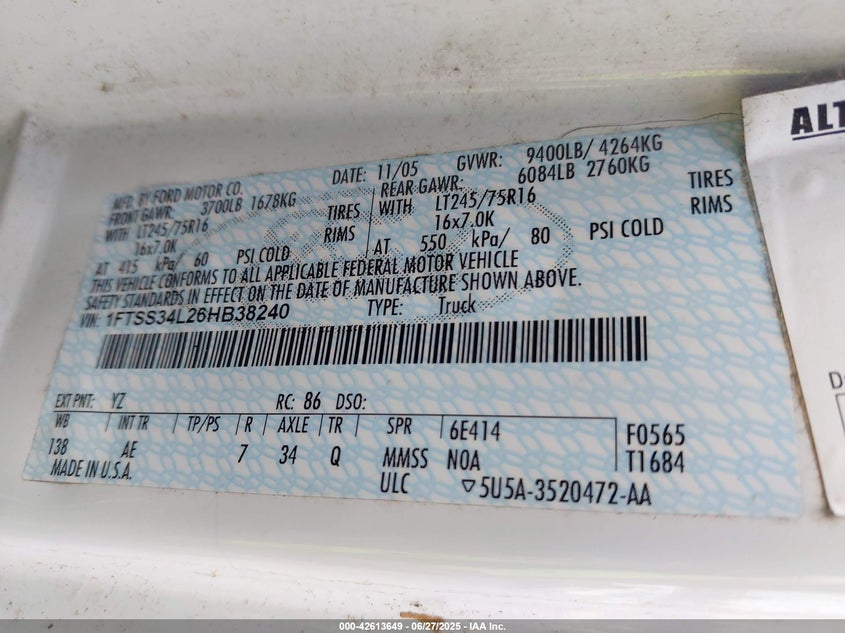 MFD. BY FORD MOTOR CO. DATE: 11/05 GVWR: 9400LB/ 4264KG
FRONT GAWR: 3700LB 1678KG REAR GAWR: 6084LB 2760KG
WITH LT245/75R16 TIRES WITH LT245/75R16 TIRES
16x7.0K RIMS 16x7.0K RIMS
AT 415 kPa/ 60 PSI COLD AT 550 kPa/ 80 PSI COLD
THIS VEHICLE CONFORMS TO ALL APPLICABLE FEDERAL MOTOR VEHICLE
SAFETY STANDARDS IN EFFECT ON THE DATE OF MANUFACTURE SHOWN ABOVE.
VIN: 1FTSS34L26HB38240 TYPE: Truck
EXT PNT: YZ RC: 86 DSO:
WB INT TR TP/PS R AXLE TR SPR 6E414 F0565
138 AE 7 34 Q MMSS N0A T1684
MADE IN U.S.A. ULC ▽5U5A-3520472-AA
ALT
000-42613649 - 06/27/2025 - IAA Inc.